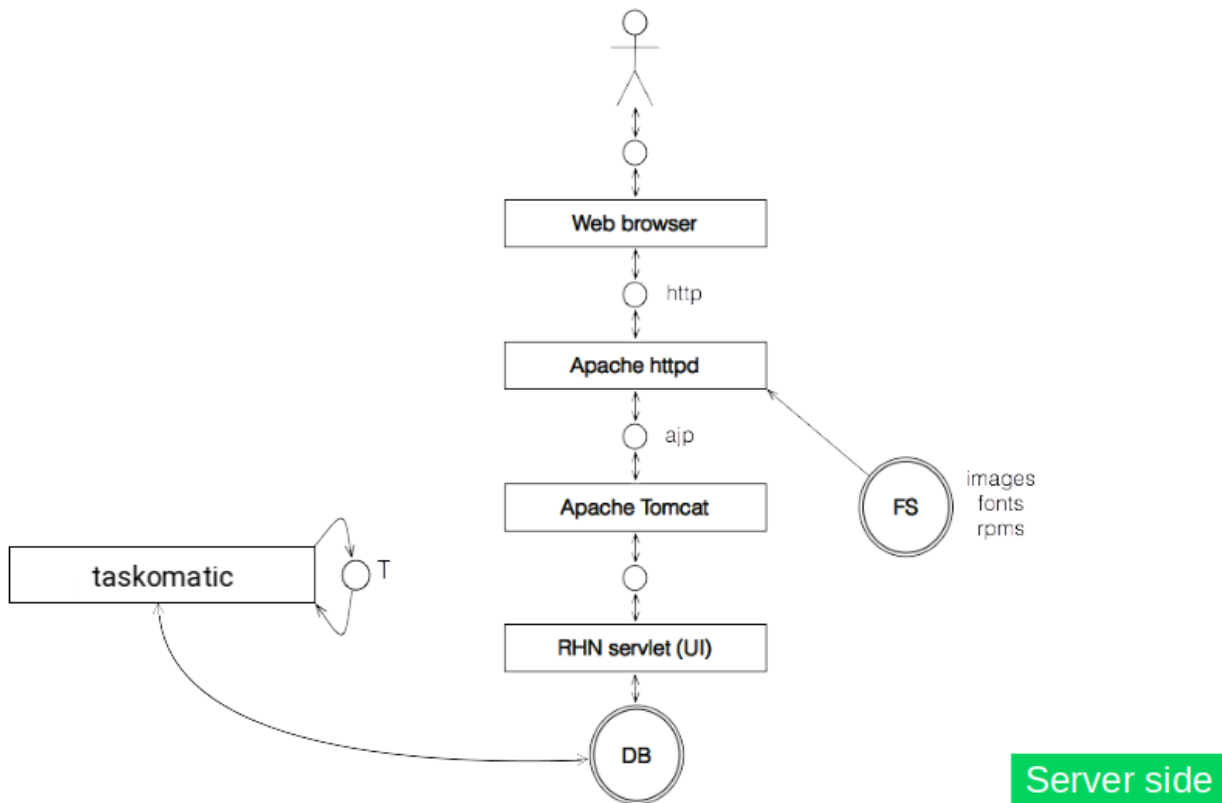 Web browser
http
Apache httpd
ajp
Apache Tomcat
FS
images
fonts
rpms
taskomatic
T
RHN servlet (UI)
DB
Server side